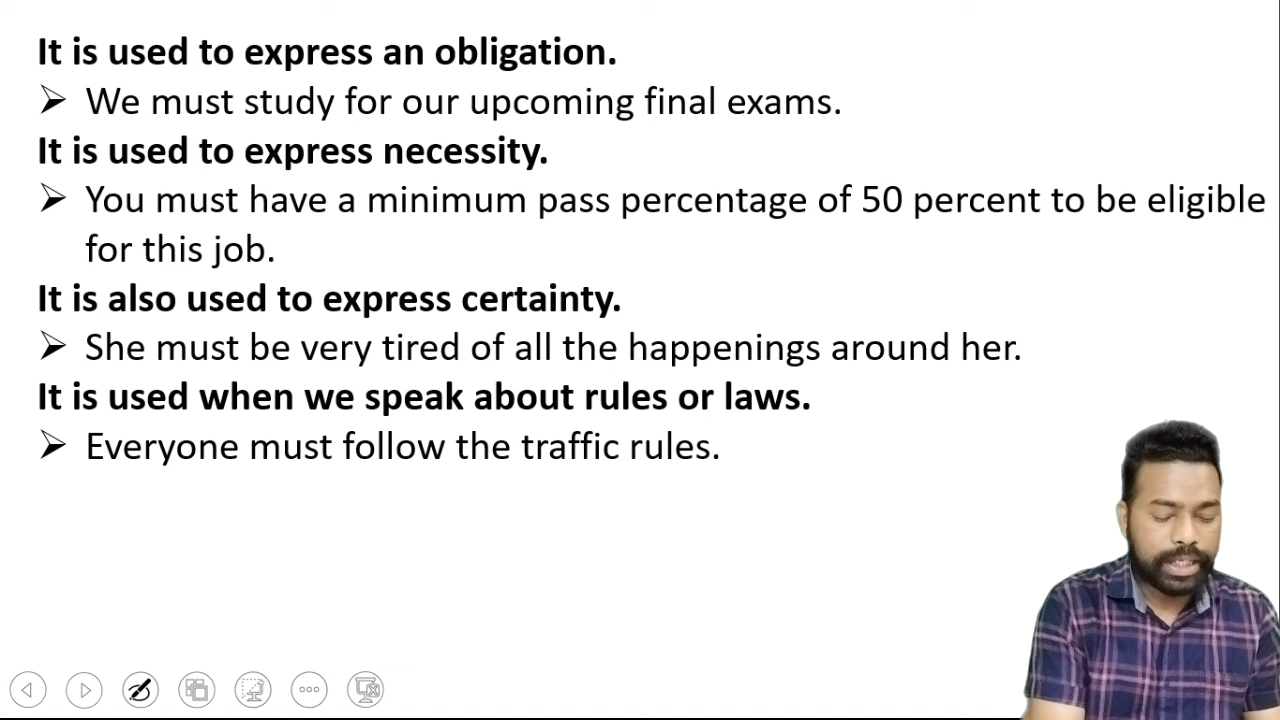 It is used to express an obligation.
➢ We must study for our upcoming final exams.
It is used to express necessity.
➢ You must have a minimum pass percentage of 50 percent to be eligible
for this job.
It is also used to express certainty.
➢ She must be very tired of all the happenings around her.
It is used when we speak about rules or laws.
➢ Everyone must follow the traffic rules.